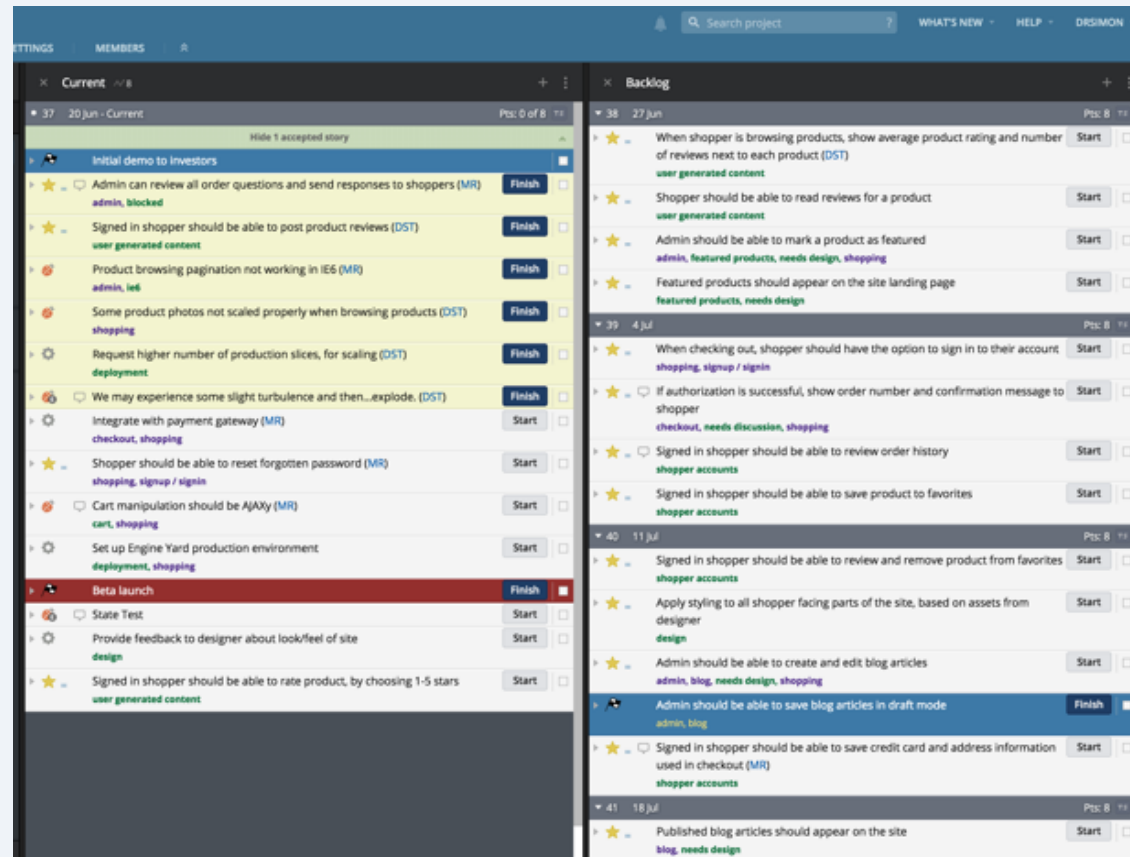 Search project
?
WHAT'S NEW
HELP
DRSIMON
ETTINGS
MEMBERS
Current
8
37 20 Jun - Current Pts: 0 of 8
Hide 1 accepted story
Initial demo to investors
Admin can review all order questions and send responses to shoppers (MR) Finish
admin, blocked
Signed in shopper should be able to post product reviews (DST) Finish
user generated content
Product browsing pagination not working in IE6 (MR) Finish
admin, ie6
Some product photos not scaled properly when browsing products (DST) Finish
shopping
Request higher number of production slices, for scaling (DST) Finish
deployment
We may experience some slight turbulence and then...explode. (DST) Finish
Integrate with payment gateway (MR) Start
checkout, shopping
Shopper should be able to reset forgotten password (MR) Start
shopping, signup / signin
Cart manipulation should be AJAXy (MR) Start
cart, shopping
Set up Engine Yard production environment Start
deployment, shopping
Beta launch Finish
State Test Start
Provide feedback to designer about look/feel of site Start
design
Signed in shopper should be able to rate product, by choosing 1-5 stars Start
user generated content
Backlog
38 27 Jun Pts: 8
When shopper is browsing products, show average product rating and number Start
of reviews next to each product (DST)
user generated content
Shopper should be able to read reviews for a product Start
user generated content
Admin should be able to mark a product as featured Start
admin, featured products, needs design, shopping
Featured products should appear on the site landing page Start
featured products, needs design
39 4 Jul Pts: 8
When checking out, shopper should have the option to sign in to their account Start
shopping, signup / signin
If authorization is successful, show order number and confirmation message to Start
shopper
checkout, needs discussion, shopping
Signed in shopper should be able to review order history Start
shopper accounts
Signed in shopper should be able to save product to favorites Start
shopper accounts
40 11 Jul Pts: 8
Signed in shopper should be able to review and remove product from favorites Start
shopper accounts
Apply styling to all shopper facing parts of the site, based on assets from Start
designer
design
Admin should be able to create and edit blog articles Start
admin, blog, needs design, shopping
Admin should be able to save blog articles in draft mode Finish
admin, blog
Signed in shopper should be able to save credit card and address information Start
used in checkout (MR)
shopper accounts
41 18 Jul Pts: 8
Published blog articles should appear on the site Start
blog, needs design